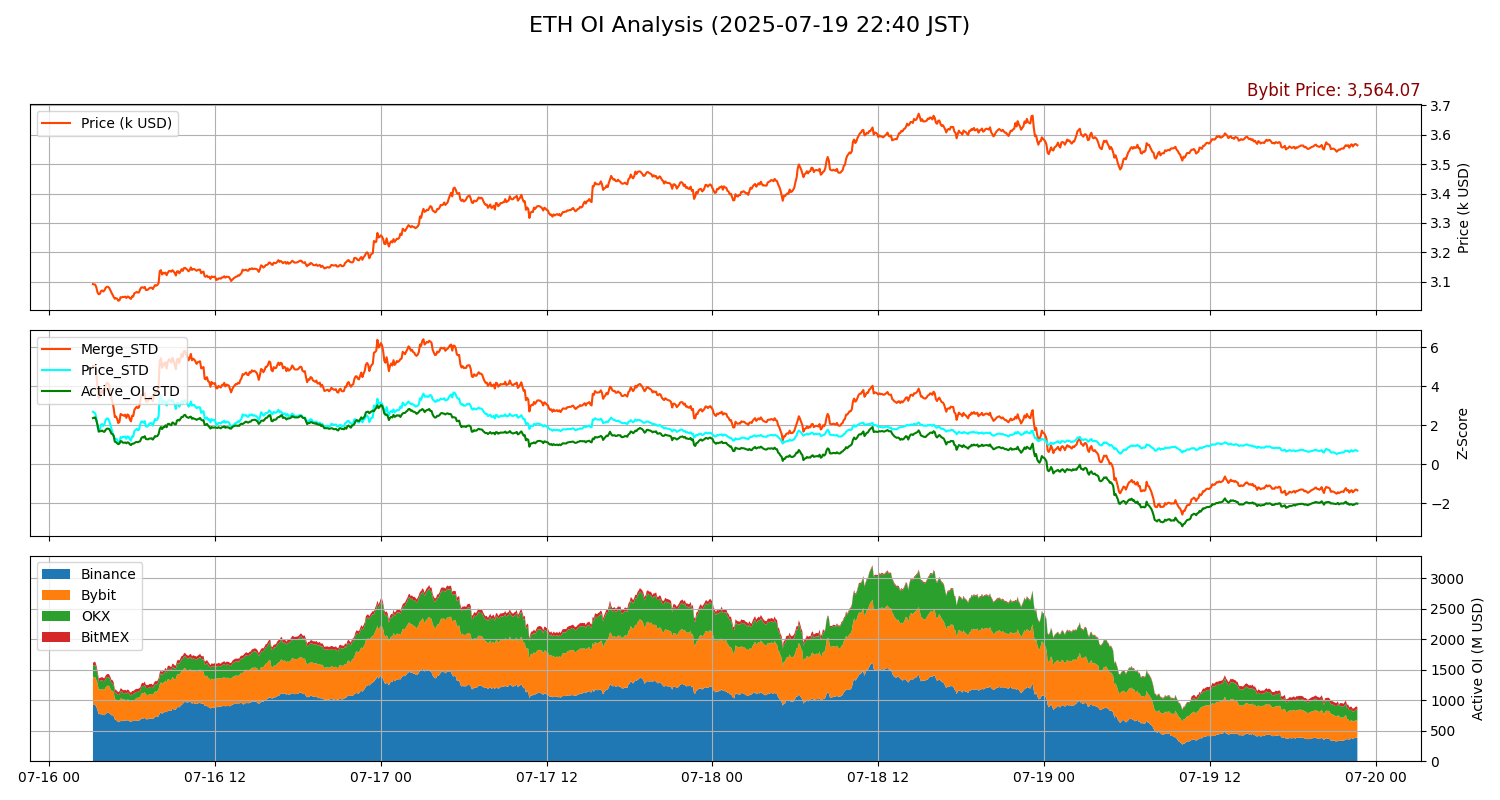 ETH OI Analysis (2025-07-19 22:40 JST)
Bybit Price: 3,564.07
Price (k USD)
3.7
3.6
3.5
3.4
3.3
3.2
3.1
Price (k USD)
Merge_STD
Price_STD
Active_OI_STD
6
4
2
0
−2
Z-Score
Binance
Bybit
OKX
BitMEX
3000
2500
2000
1500
1000
500
0
Active OI (M USD)
07-16 00
07-16 12
07-17 00
07-17 12
07-18 00
07-18 12
07-19 00
07-19 12
07-20 00